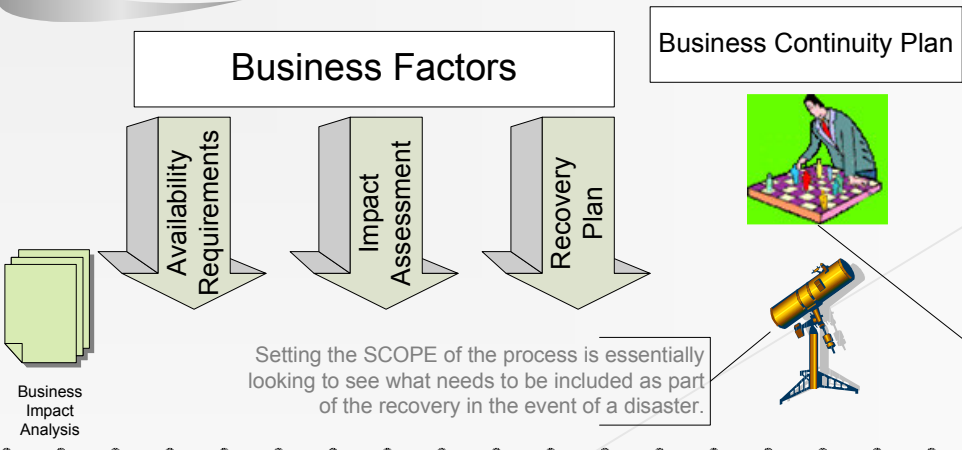 Business Factors
Business Continuity Plan
Availability
Requirements
Impact
Assessment
Recovery
Plan
Business
Impact
Analysis
Setting the SCOPE of the process is essentially
looking to see what needs to be included as part
of the recovery in the event of a disaster.